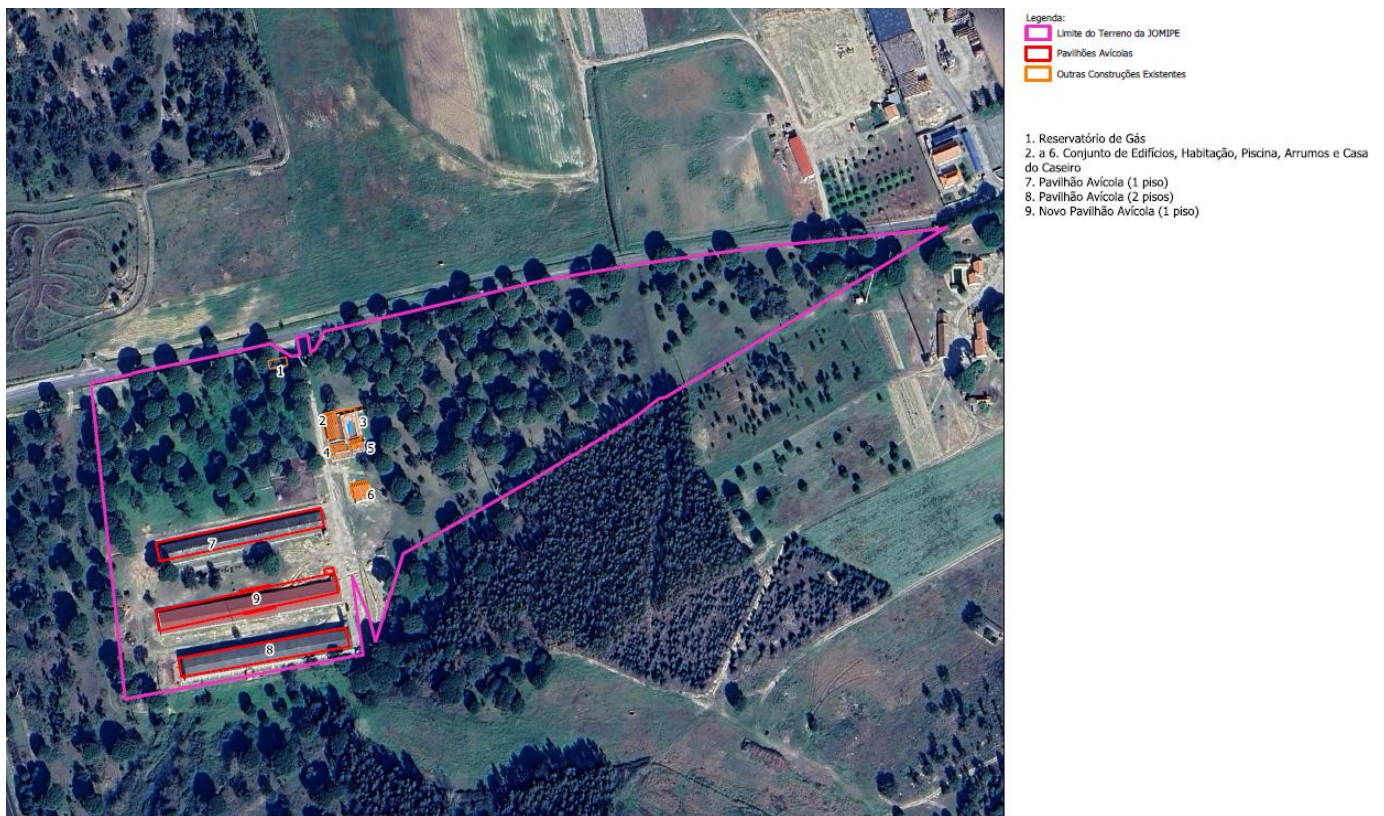 Legenda:
Limite do Terreno da JOMIPE
Pavilhões Avícolas
Outras Construções Existentes
1. Reservatório de Gás
2. a 6. Conjunto de Edifícios, Habitação, Piscina, Arrumos e Casa
do Caseiro
7. Pavilhão Avícola (1 piso)
8. Pavilhão Avícola (2 pisos)
9. Novo Pavilhão Avícola (1 piso)
1
2
3
4
5
6
7
9
8